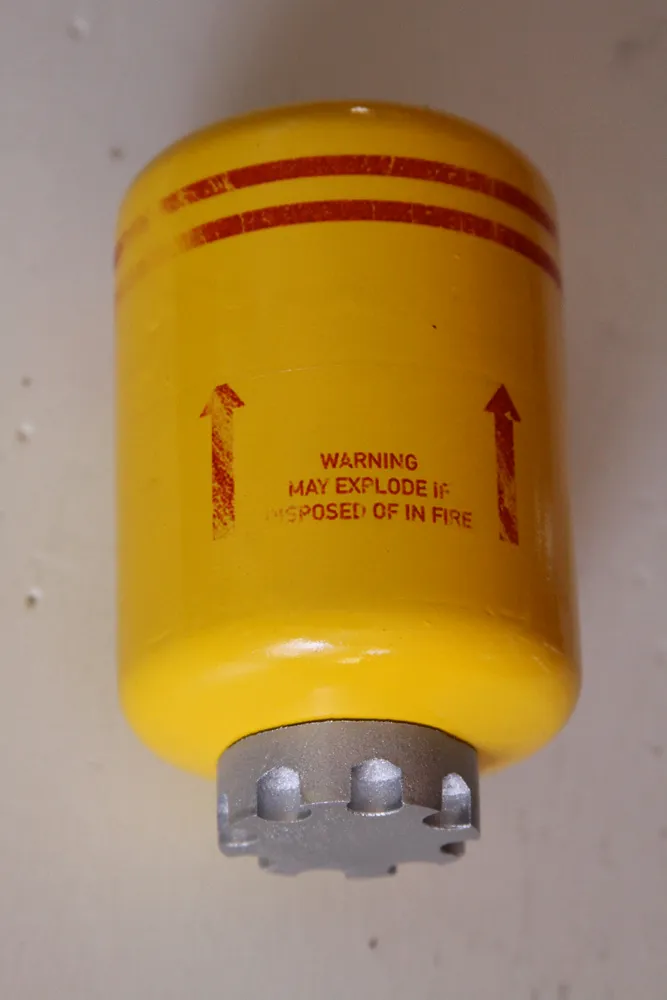 WARNING
MAY EXPLODE IF
DISPOSED OF IN FIRE